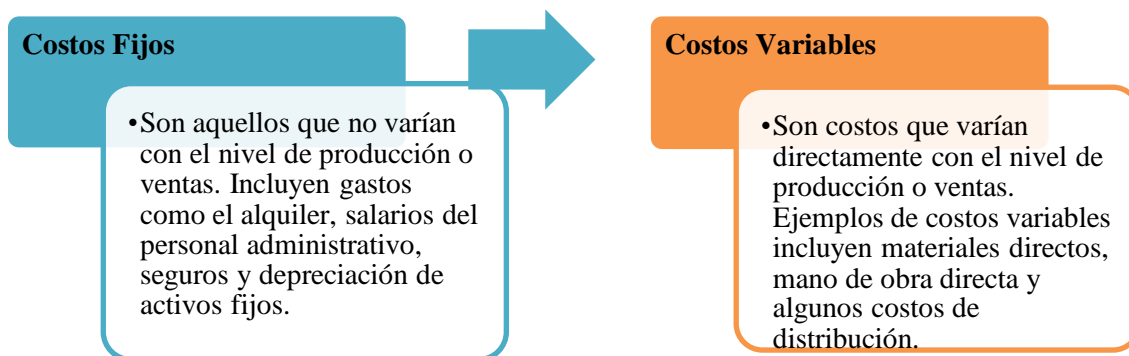 Costos Fijos
•Son aquellos que no varían
con el nivel de producción o
ventas. Incluyen gastos
como el alquiler, salarios del
personal administrativo,
seguros y depreciación de
activos fijos.
Costos Variables
•Son costos que varían
directamente con el nivel de
producción o ventas.
Ejemplos de costos variables
incluyen materiales directos,
mano de obra directa y
algunos costos de
distribución.